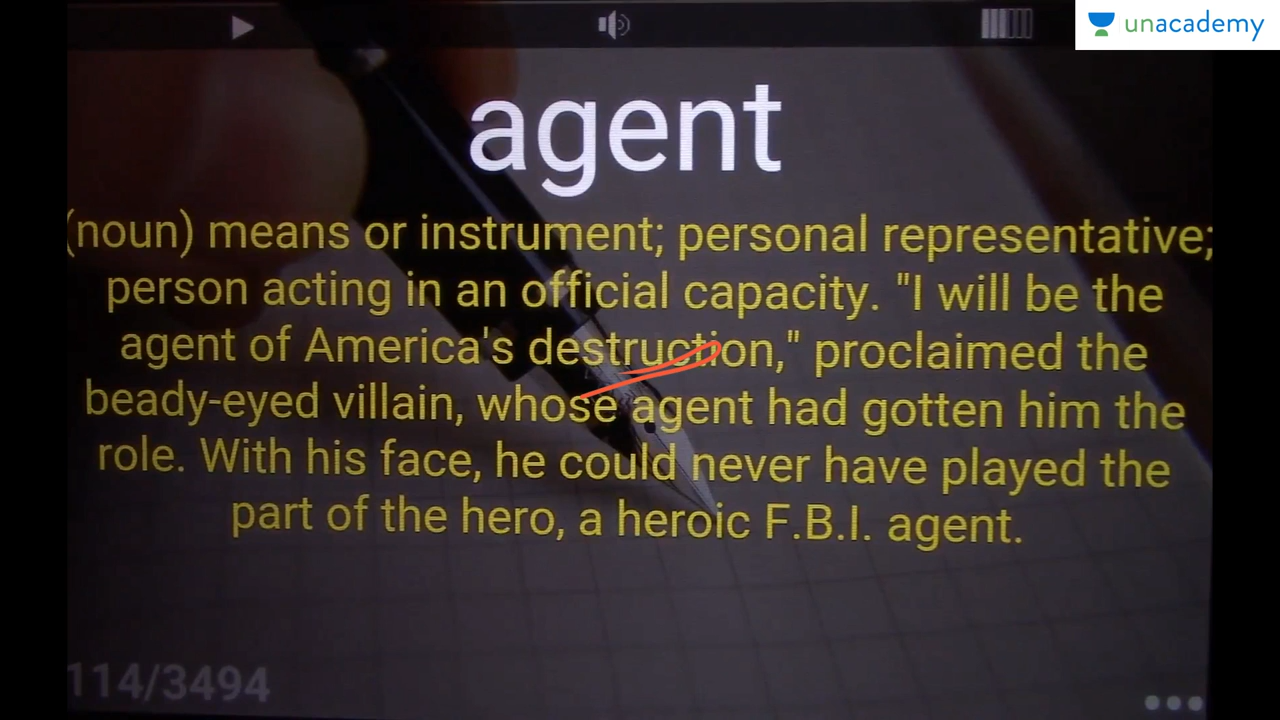 unacademy
agent
(noun) means or instrument; personal representative;
person acting in an official capacity. "I will be the
agent of America's destruction," proclaimed the
beady-eyed villain, whose agent had gotten him the
role. With his face, he could never have played the
part of the hero, a heroic F.B.I. agent.
114/3494